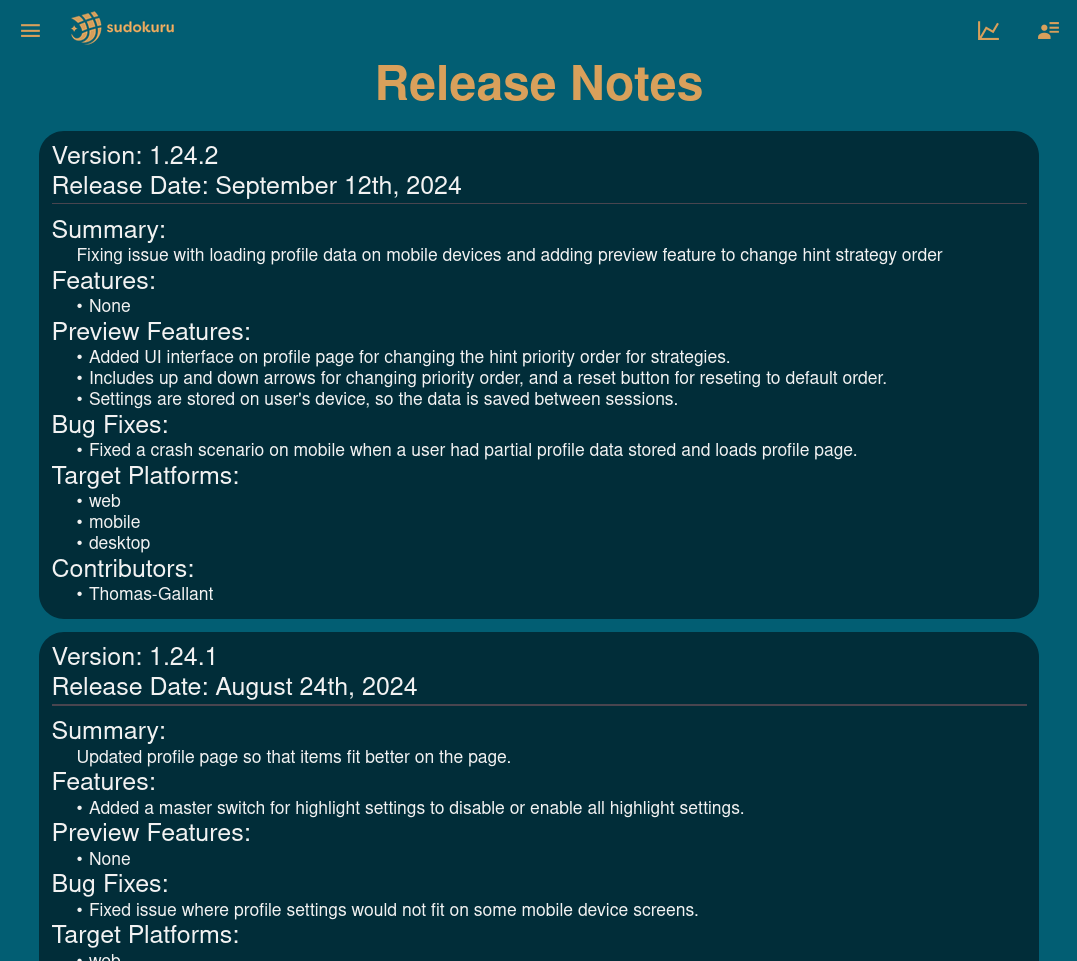 sudokuru
Release Notes
Version: 1.24.2
Release Date: September 12th, 2024
Summary:
Fixing issue with loading profile data on mobile devices and adding preview feature to change hint strategy order
Features:
• None
Preview Features:
• Added UI interface on profile page for changing the hint priority order for strategies.
• Includes up and down arrows for changing priority order, and a reset button for reseting to default order.
• Settings are stored on user's device, so the data is saved between sessions.
Bug Fixes:
• Fixed a crash scenario on mobile when a user had partial profile data stored and loads profile page.
Target Platforms:
• web
• mobile
• desktop
Contributors:
• Thomas-Gallant
Version: 1.24.1
Release Date: August 24th, 2024
Summary:
Updated profile page so that items fit better on the page.
Features:
• Added a master switch for highlight settings to disable or enable all highlight settings.
Preview Features:
• None
Bug Fixes:
• Fixed issue where profile settings would not fit on some mobile device screens.
Target Platforms:
• web